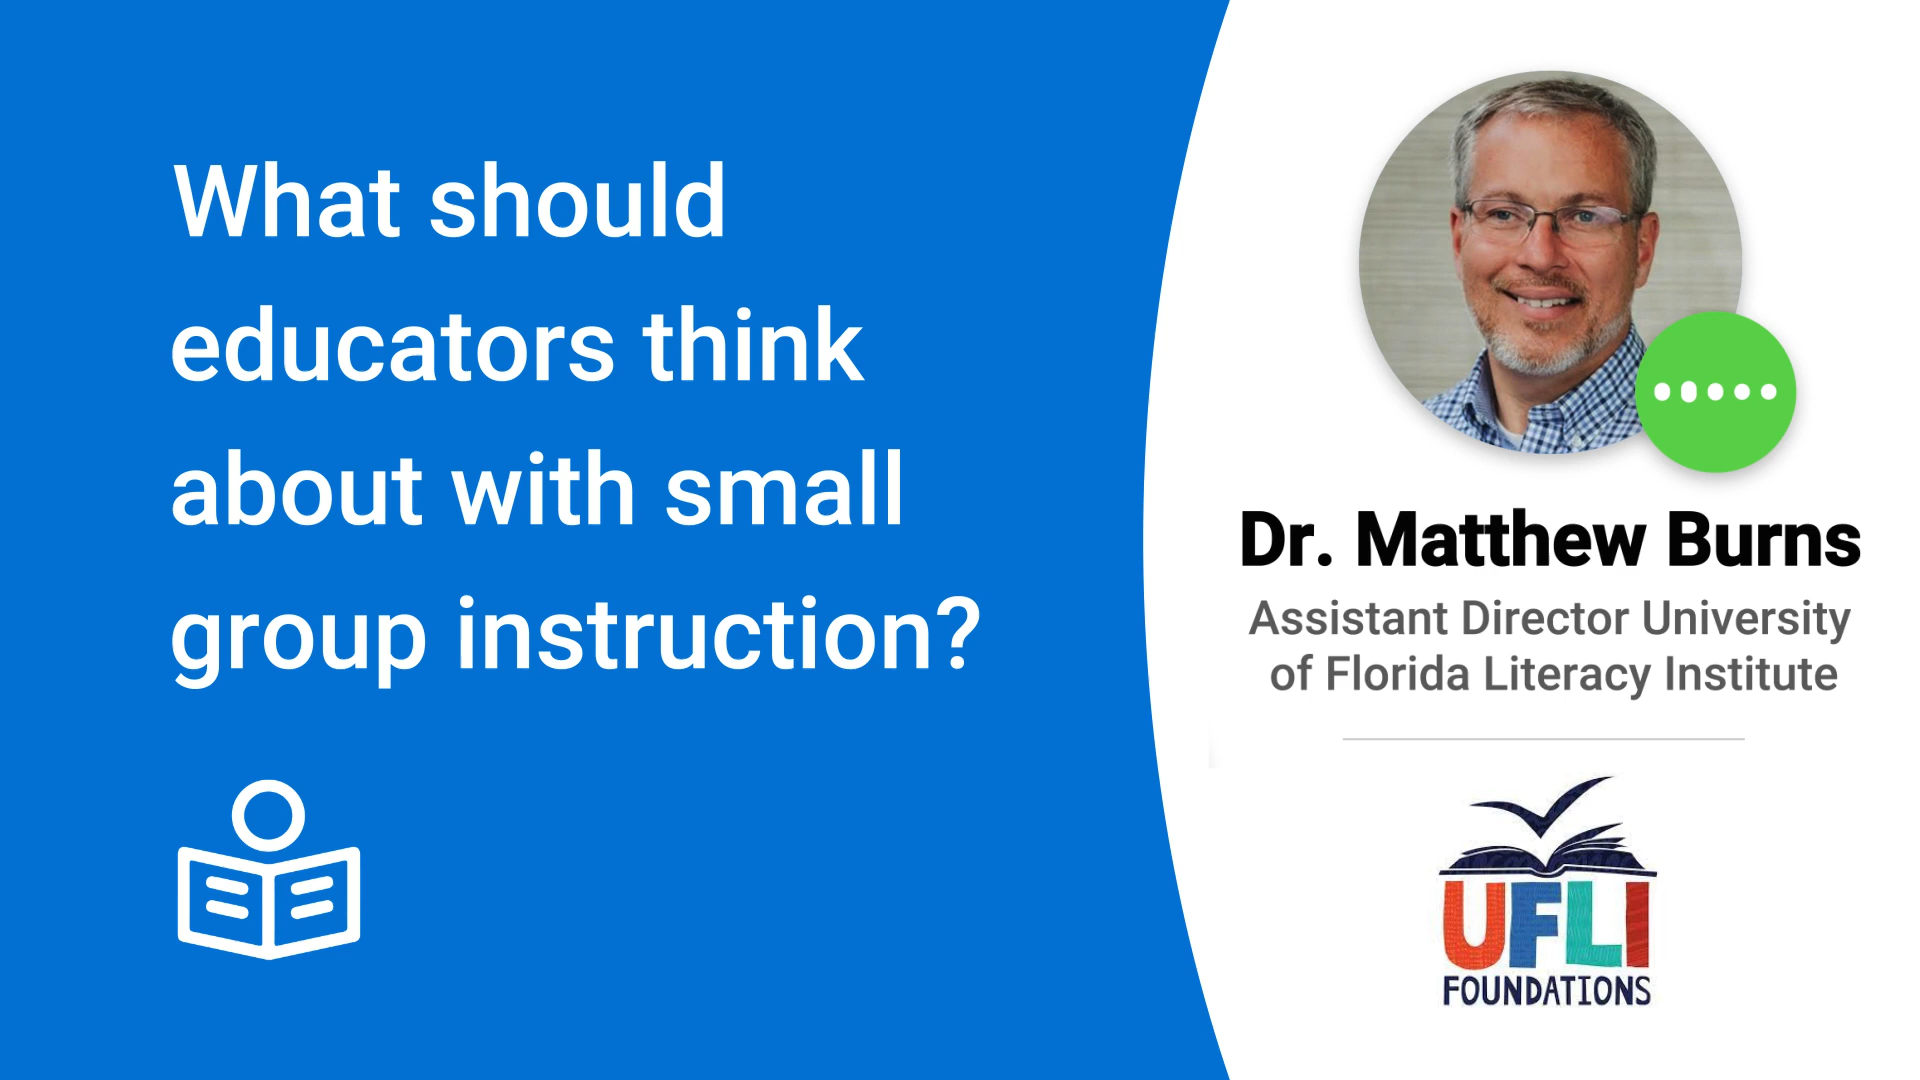 What should
educators think
about with small
group instruction?
Dr. Matthew Burns
Assistant Director University
of Florida Literacy Institute
UFLI
FOUNDATIONS